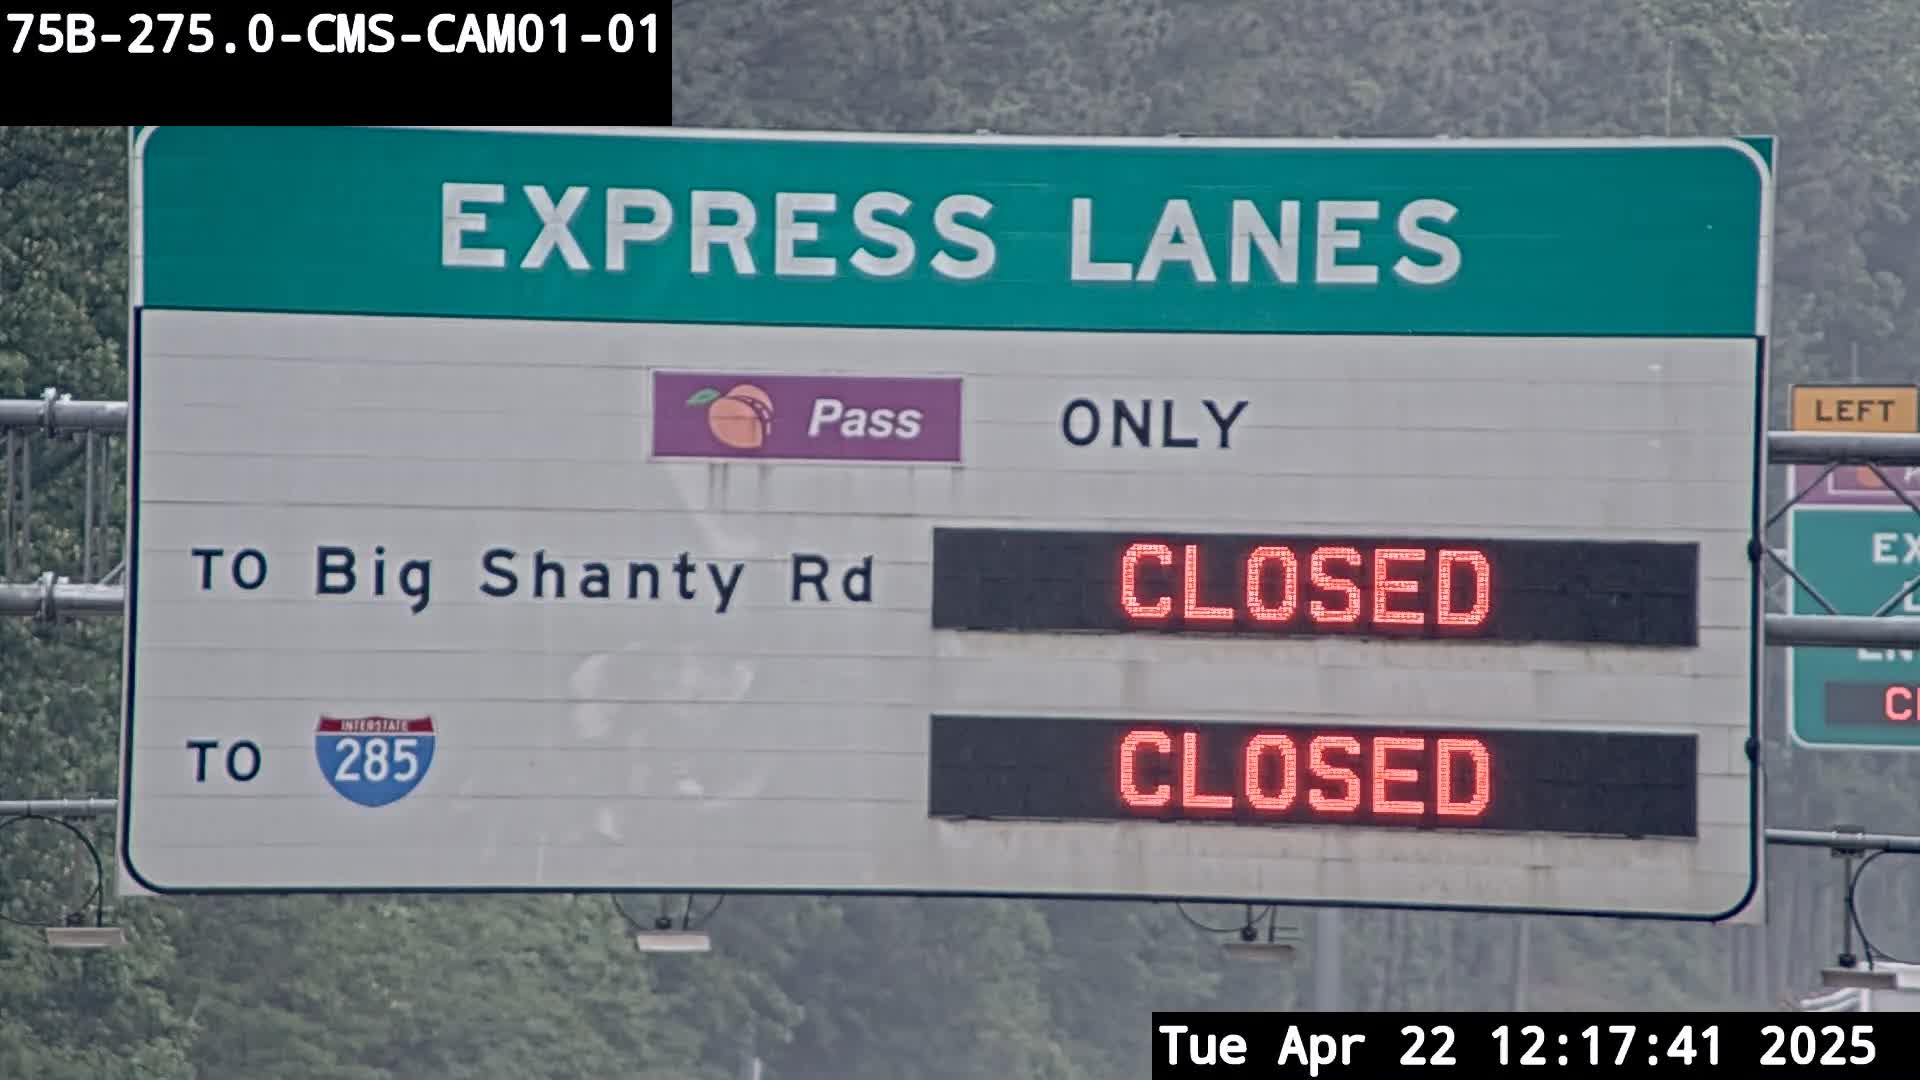 75B-275.0-CMS-CAM01-01
EXPRESS LANES
Pass ONLY
LEFT
TO Big Shanty Rd CLOSED
TO INTERSTATE 285 CLOSED
Tue Apr 22 12:17:41 2025